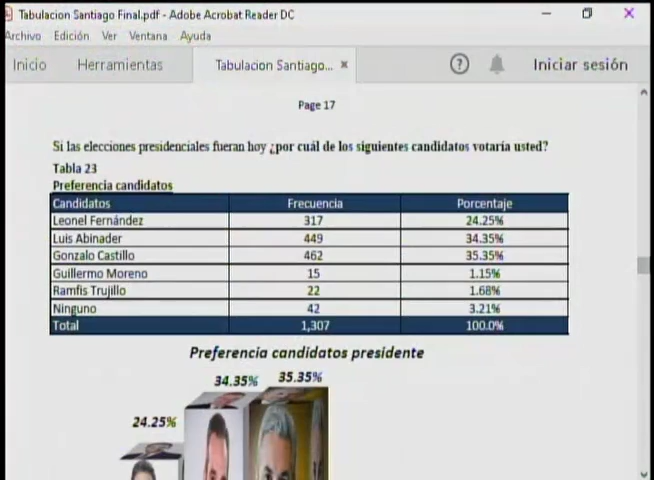 Tabulacion Santiago Final.pdf - Adobe Acrobat Reader DC
Archivo Edición Ver Ventana Ayuda
Inicio Herramientas Tabulacion Santiago... × ? Iniciar sesión
Page 17
Si las elecciones presidenciales fueran hoy ¿por cuál de los siguientes candidatos votaría usted?
Tabla 23
Preferencia candidatos
Candidatos Frecuencia Porcentaje
Leonel Fernández 317 24.25%
Luis Abinader 449 34.35%
Gonzalo Castillo 462 35.35%
Guillermo Moreno 15 1.15%
Ramfis Trujillo 22 1.68%
Ninguno 42 3.21%
Total 1,307 100.0%
Preferencia candidatos presidente
34.35% 35.35%
24.25%